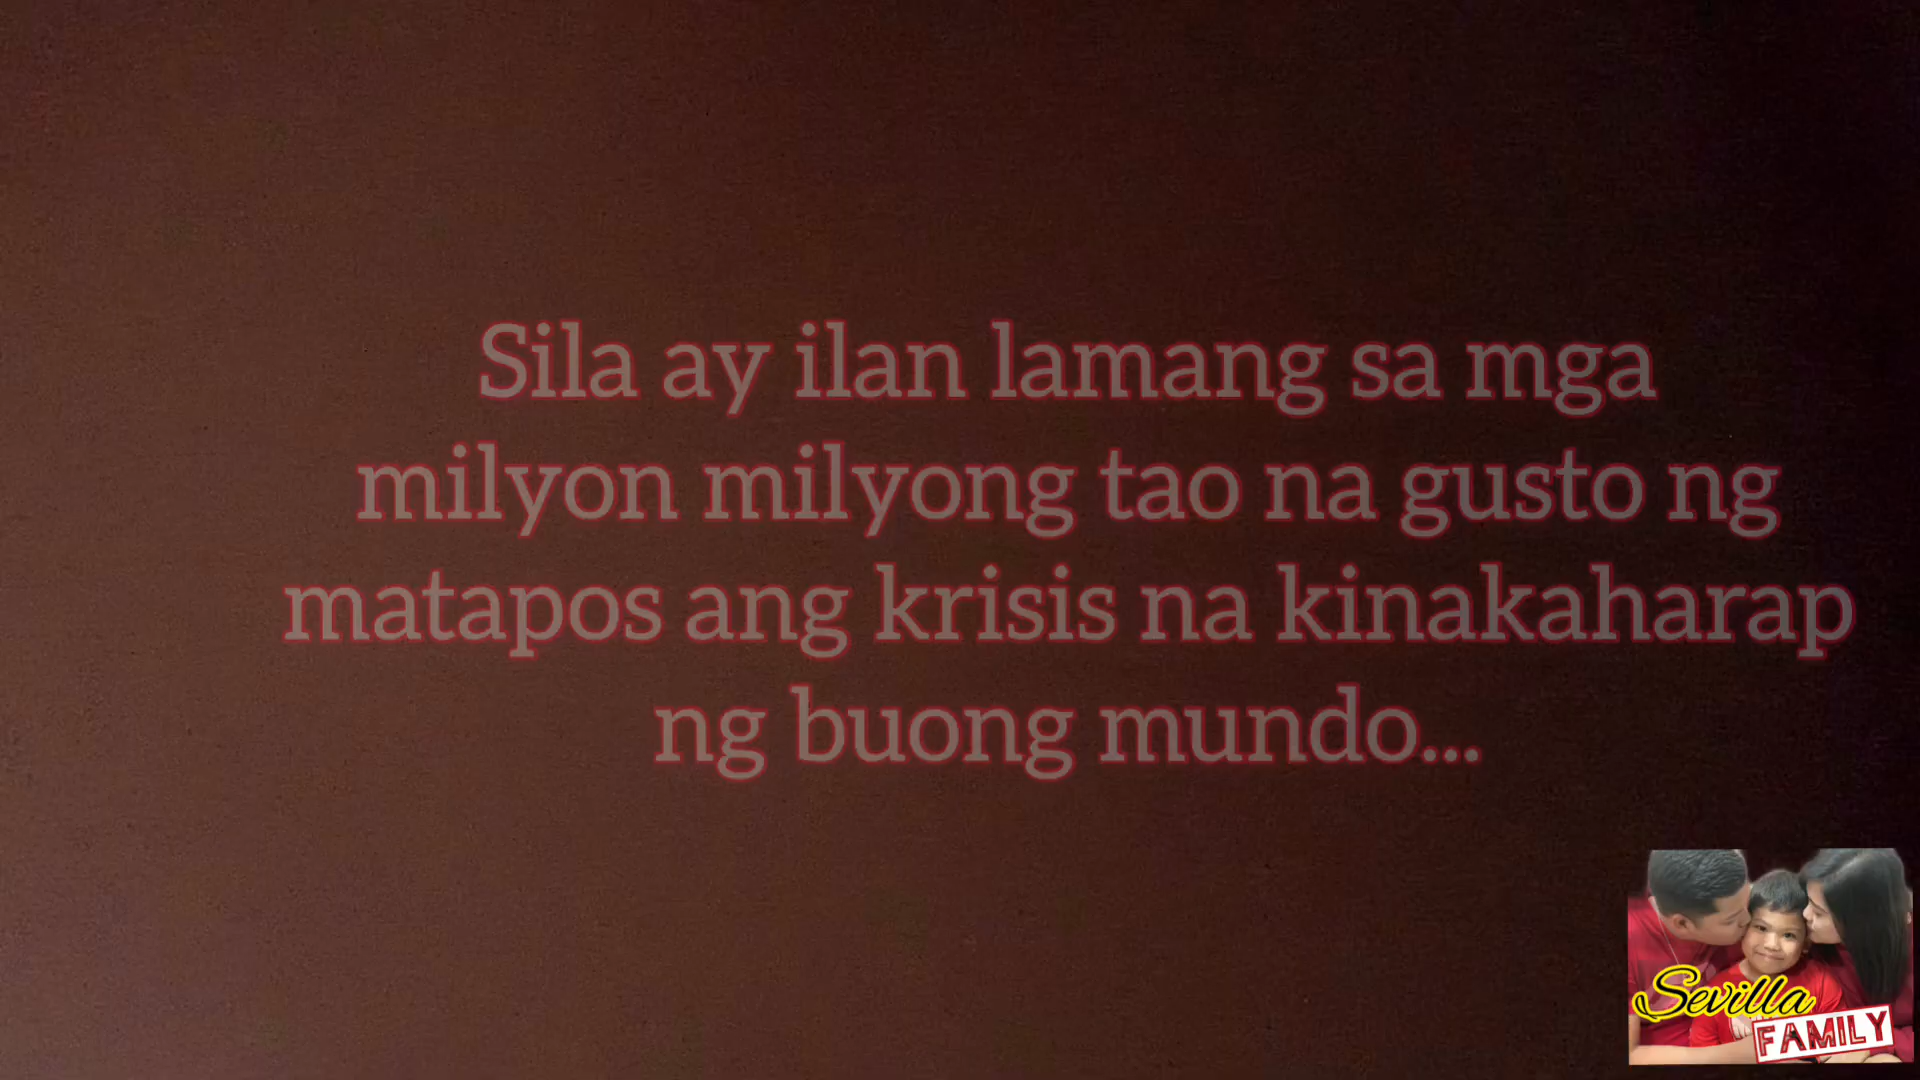 Sila ay ilan lamang sa mga
milyon milyong tao na gusto ng
matapos ang krisis na kinakaharap
ng buong mundo...
Sevilla
FAMILY